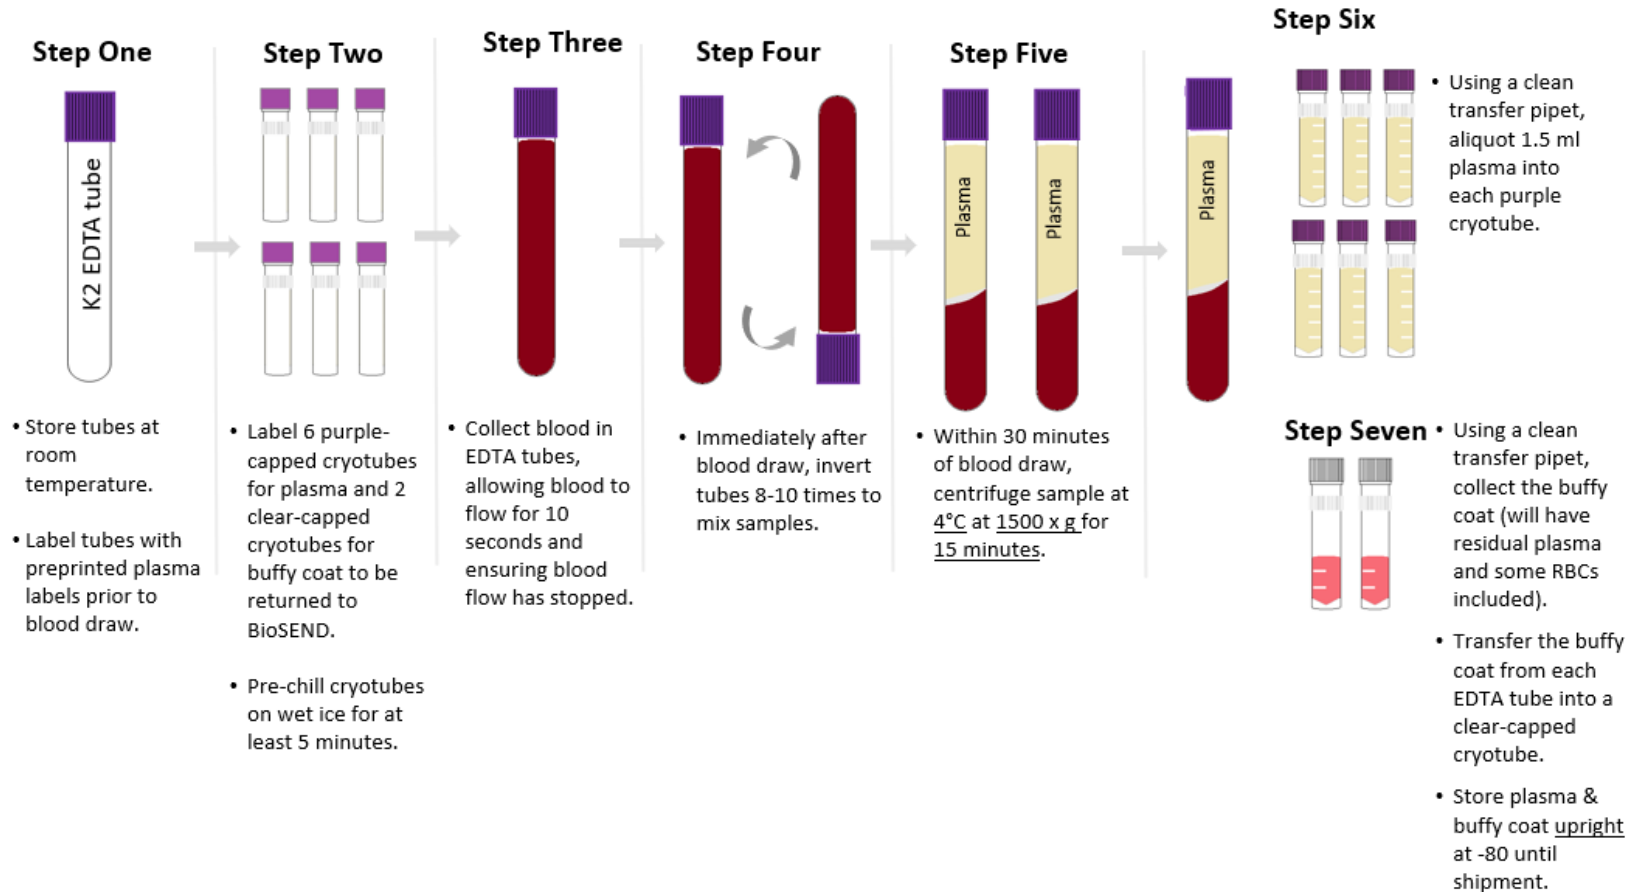 Step One
K2 EDTA tube
• Store tubes at
room
temperature.
• Label tubes with
preprinted plasma
labels prior to
blood draw.
Step Two
• Label 6 purple-
capped cryotubes
for plasma and 2
clear-capped
cryotubes for
buffy coat to be
returned to
BioSEND.
• Pre-chill cryotubes
on wet ice for at
least 5 minutes.
Step Three
• Collect blood in
EDTA tubes,
allowing blood to
flow for 10
seconds and
ensuring blood
flow has stopped.
Step Four
• Immediately after
blood draw, invert
tubes 8-10 times to
mix samples.
Step Five
Plasma
Plasma
• Within 30 minutes
of blood draw,
centrifuge sample at
4°C at 1500 x g for
15 minutes.
Step Six
Plasma
• Using a clean
transfer pipet,
aliquot 1.5 ml
plasma into
each purple
cryotube.
Step Seven
• Using a clean
transfer pipet,
collect the buffy
coat (will have
residual plasma
and some RBCs
included).
• Transfer the buffy
coat from each
EDTA tube into a
clear-capped
cryotube.
• Store plasma &
buffy coat upright
at -80 until
shipment.